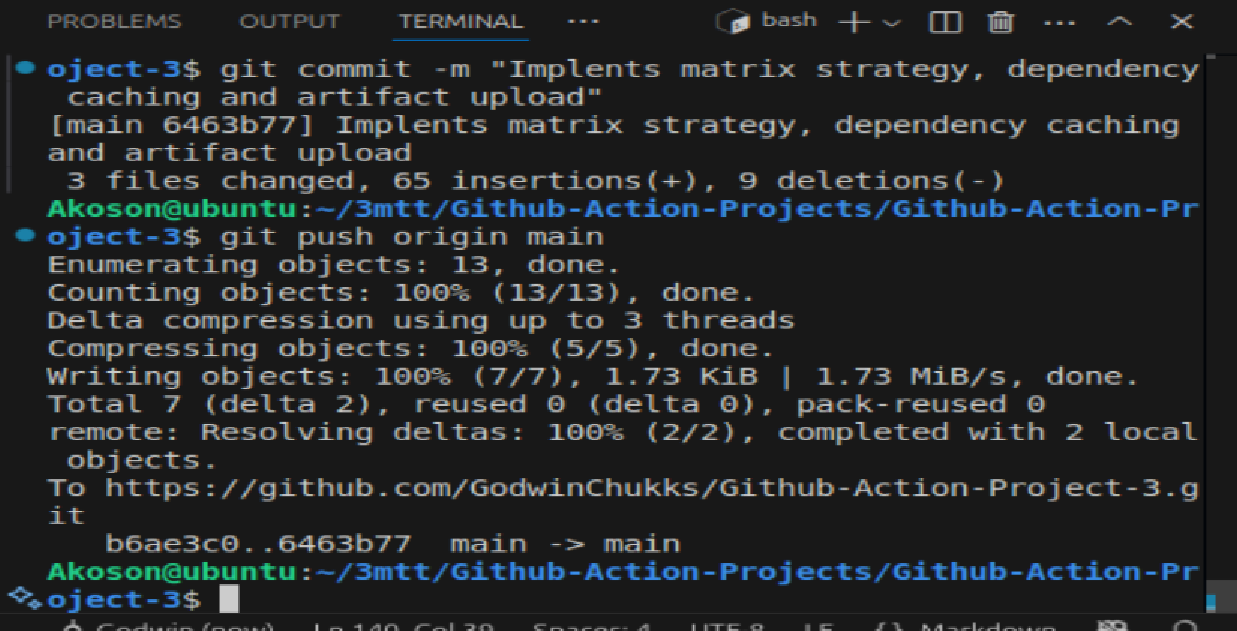 PROBLEMS OUTPUT TERMINAL ··· bash
oject-3$ git commit -m "Implents matrix strategy, dependency
caching and artifact upload"
[main 6463b77] Implents matrix strategy, dependency caching
and artifact upload
3 files changed, 65 insertions(+), 9 deletions(-)
Akoson@ubuntu:~/3mtt/Github-Action-Projects/Github-Action-Pr
oject-3$ git push origin main
Enumerating objects: 13, done.
Counting objects: 100% (13/13), done.
Delta compression using up to 3 threads
Compressing objects: 100% (5/5), done.
Writing objects: 100% (7/7), 1.73 KiB | 1.73 MiB/s, done.
Total 7 (delta 2), reused 0 (delta 0), pack-reused 0
remote: Resolving deltas: 100% (2/2), completed with 2 local
objects.
To https://github.com/GodwinChukks/Github-Action-Project-3.g
it
b6ae3c0..6463b77 main -> main
Akoson@ubuntu:~/3mtt/Github-Action-Projects/Github-Action-Pr
oject-3$
Godwin (now) Ln 140, Col 39 Spaces: 4 UTF-8 LF {} Markdown